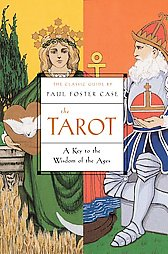 THE CLASSIC GUIDE BY
PAUL FOSTER CASE
the
TAROT
A Key to the
Wisdom of the Ages